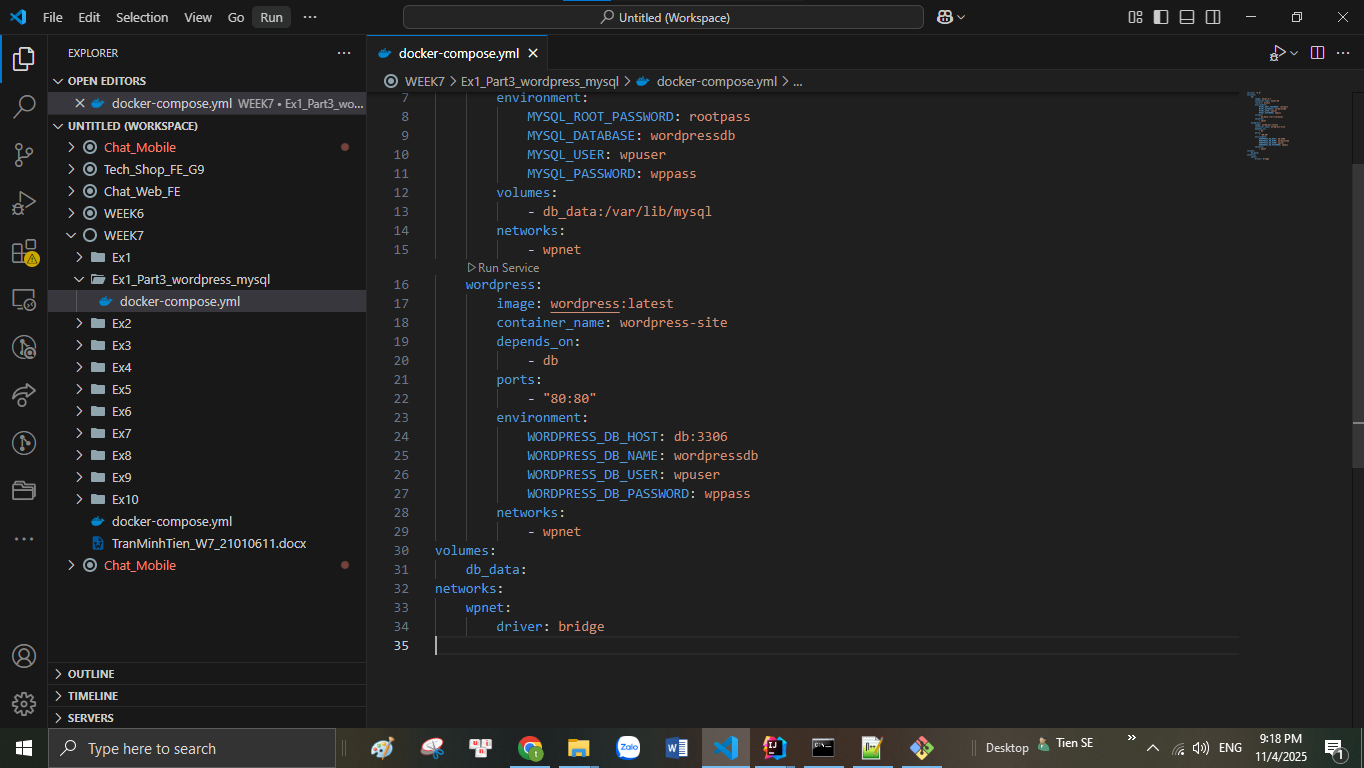 File Edit Selection View Go Run ···
Untitled (Workspace)
EXPLORER
OPEN EDITORS
docker-compose.yml WEEK7 • Ex1_Part3_wo...
UNTITLED (WORKSPACE)
Chat_Mobile
Tech_Shop_FE_G9
Chat_Web_FE
WEEK6
WEEK7
Ex1
Ex1_Part3_wordpress_mysql
docker-compose.yml
Ex2
Ex3
Ex4
Ex5
Ex6
Ex7
Ex8
Ex9
Ex10
docker-compose.yml
TranMinhTien_W7_21010611.docx
Chat_Mobile
OUTLINE
TIMELINE
SERVERS
docker-compose.yml
WEEK7 > Ex1_Part3_wordpress_mysql > docker-compose.yml > ...
7 environment:
8 MYSQL_ROOT_PASSWORD: rootpass
9 MYSQL_DATABASE: wordpressdb
10 MYSQL_USER: wpuser
11 MYSQL_PASSWORD: wppass
12 volumes:
13 - db_data:/var/lib/mysql
14 networks:
15 - wpnet
Run Service
16 wordpress:
17 image: wordpress:latest
18 container_name: wordpress-site
19 depends_on:
20 - db
21 ports:
22 - "80:80"
23 environment:
24 WORDPRESS_DB_HOST: db:3306
25 WORDPRESS_DB_NAME: wordpressdb
26 WORDPRESS_DB_USER: wpuser
27 WORDPRESS_DB_PASSWORD: wppass
28 networks:
29 - wpnet
30 volumes:
31 db_data:
32 networks:
33 wpnet:
34 driver: bridge
35
Type here to search
Zalo
Desktop
Tien SE
ENG
9:18 PM
11/4/2025
1